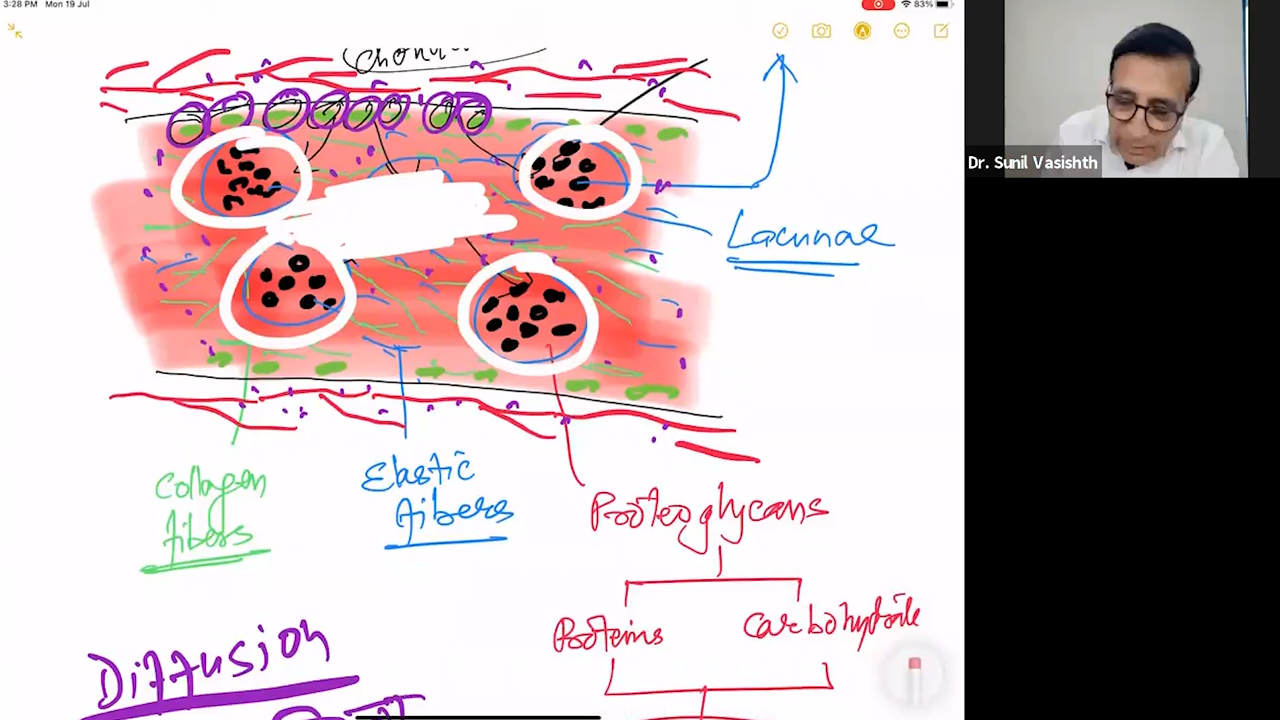 3:28 PM Mon 19 Jul
83%
Dr. Sunil Vasishth
Lacunae
Collagen
fibers
Elastic
fibers
Proteoglycans
Proteins
Carbohydrate
Diffusion